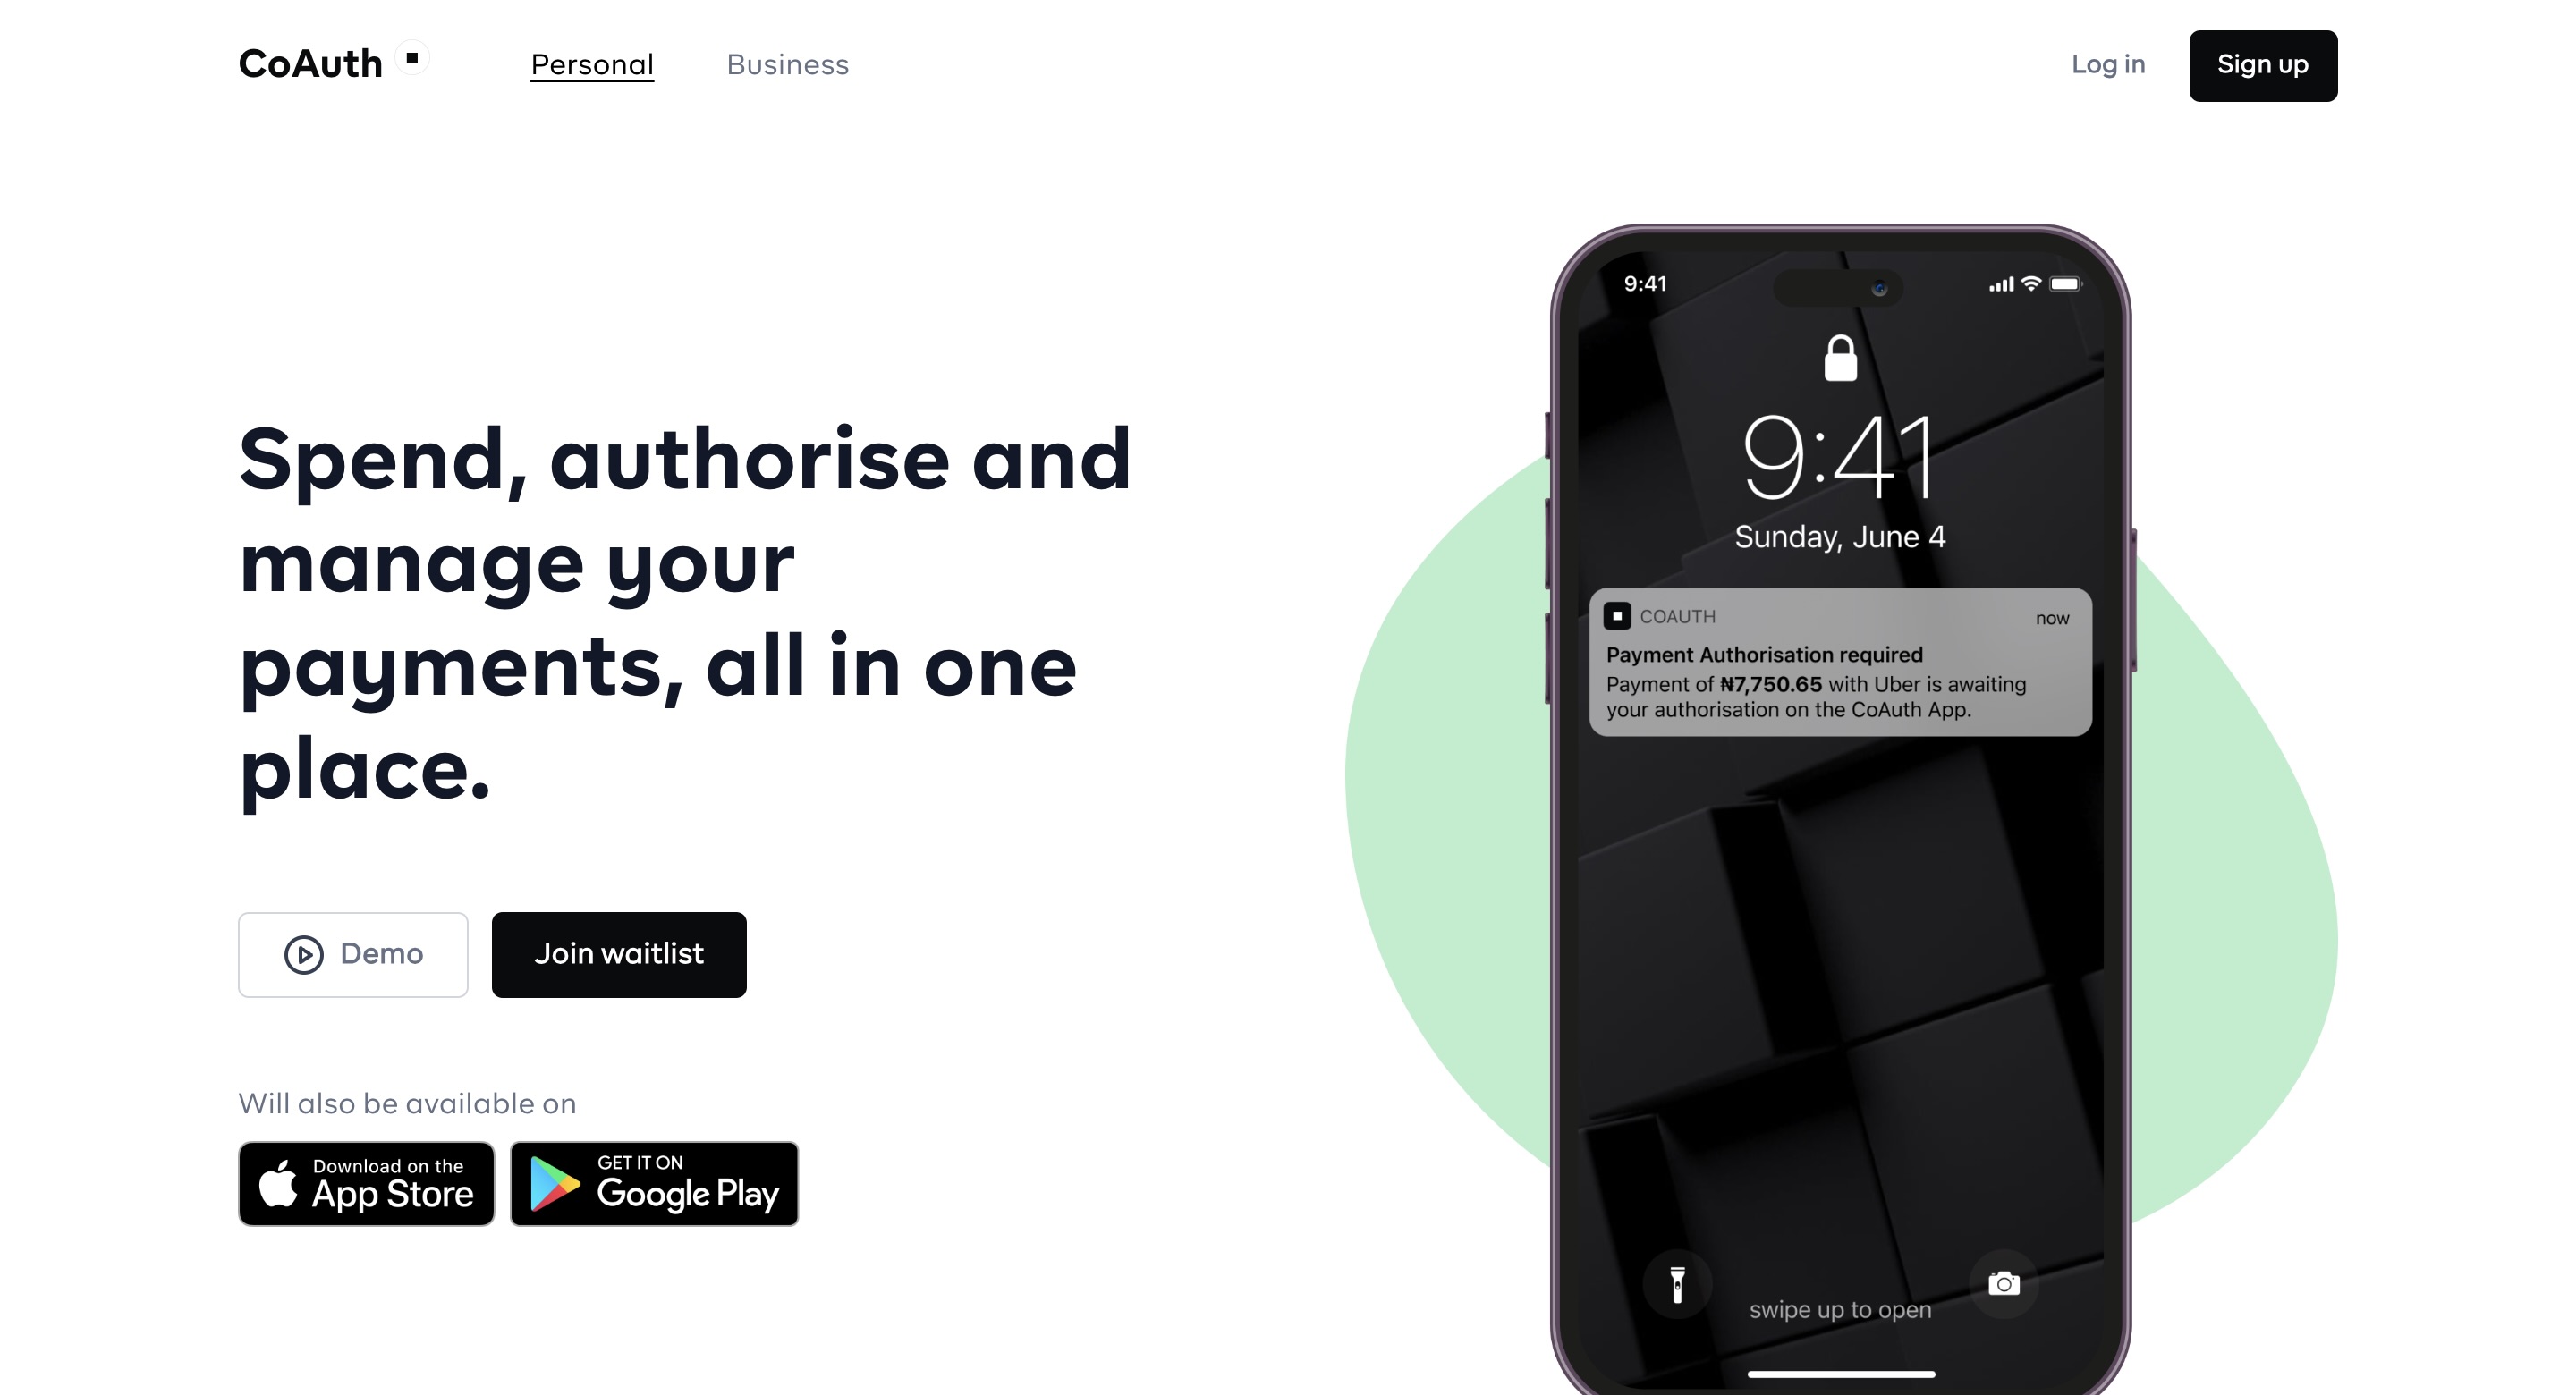 CoAuth
Personal
Business
Log in
Sign up
Spend, authorise and
manage your
payments, all in one
place.
Demo
Join waitlist
Will also be available on
Download on the
App Store
GET IT ON
Google Play
9:41
9:41
Sunday, June 4
COAUTH
now
Payment Authorisation required
Payment of ₦7,750.65 with Uber is awaiting
your authorisation on the CoAuth App.
swipe up to open